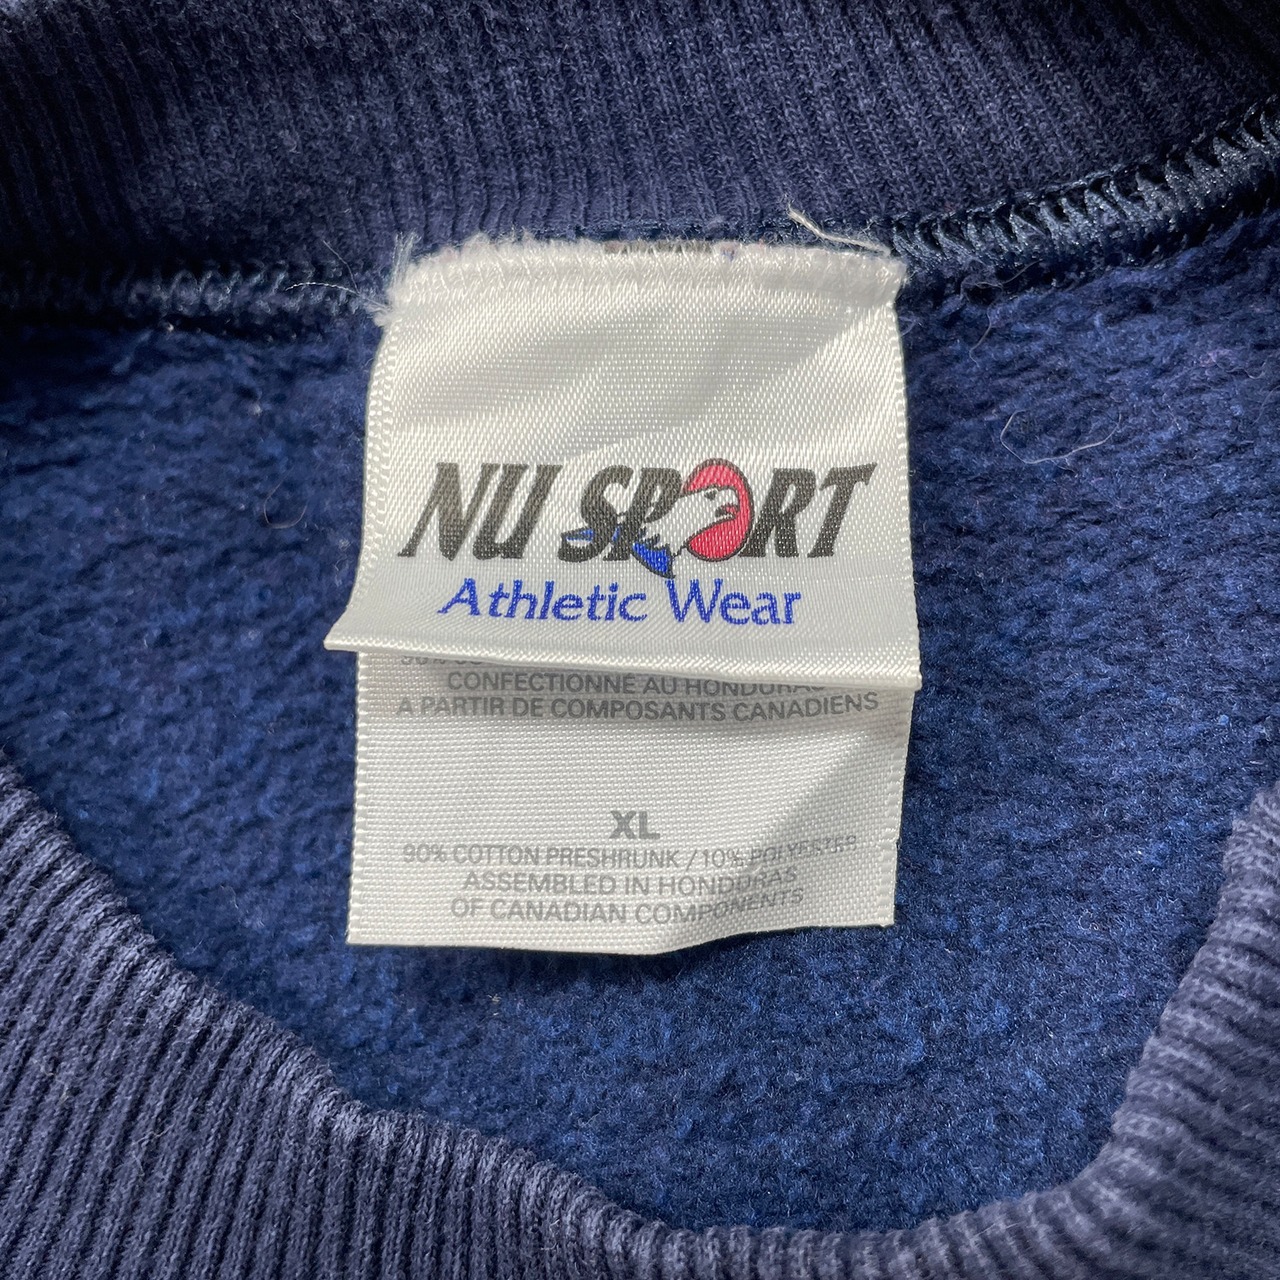 NU SPORT
Athletic Wear
CONFECTIONNÉ AU HONDURAS
A PARTIR DE COMPOSANTS CANADIENS
XL
90% COTTON PRESHRUNK / 10% POLYESTER
ASSEMBLED IN HONDURAS
OF CANADIAN COMPONENTS